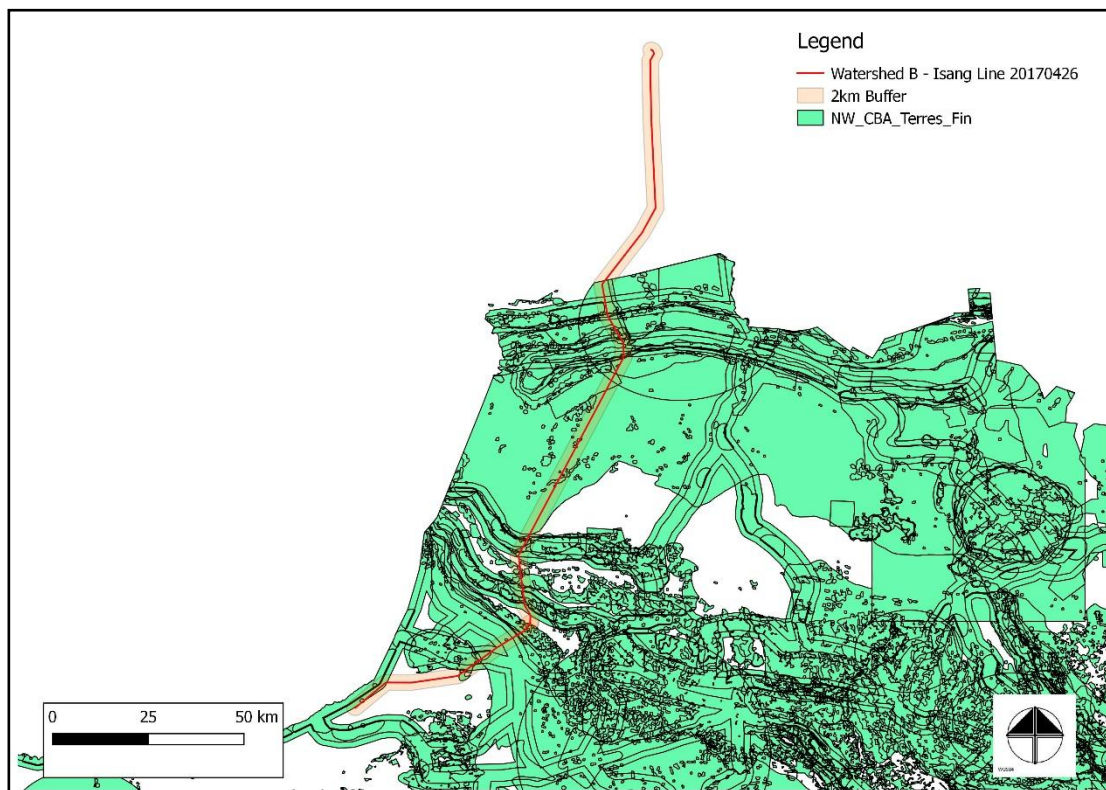 Legend
Watershed B - Isang Line 20170426
2km Buffer
NW_CBA_Terres_Fin
0 25 50 km